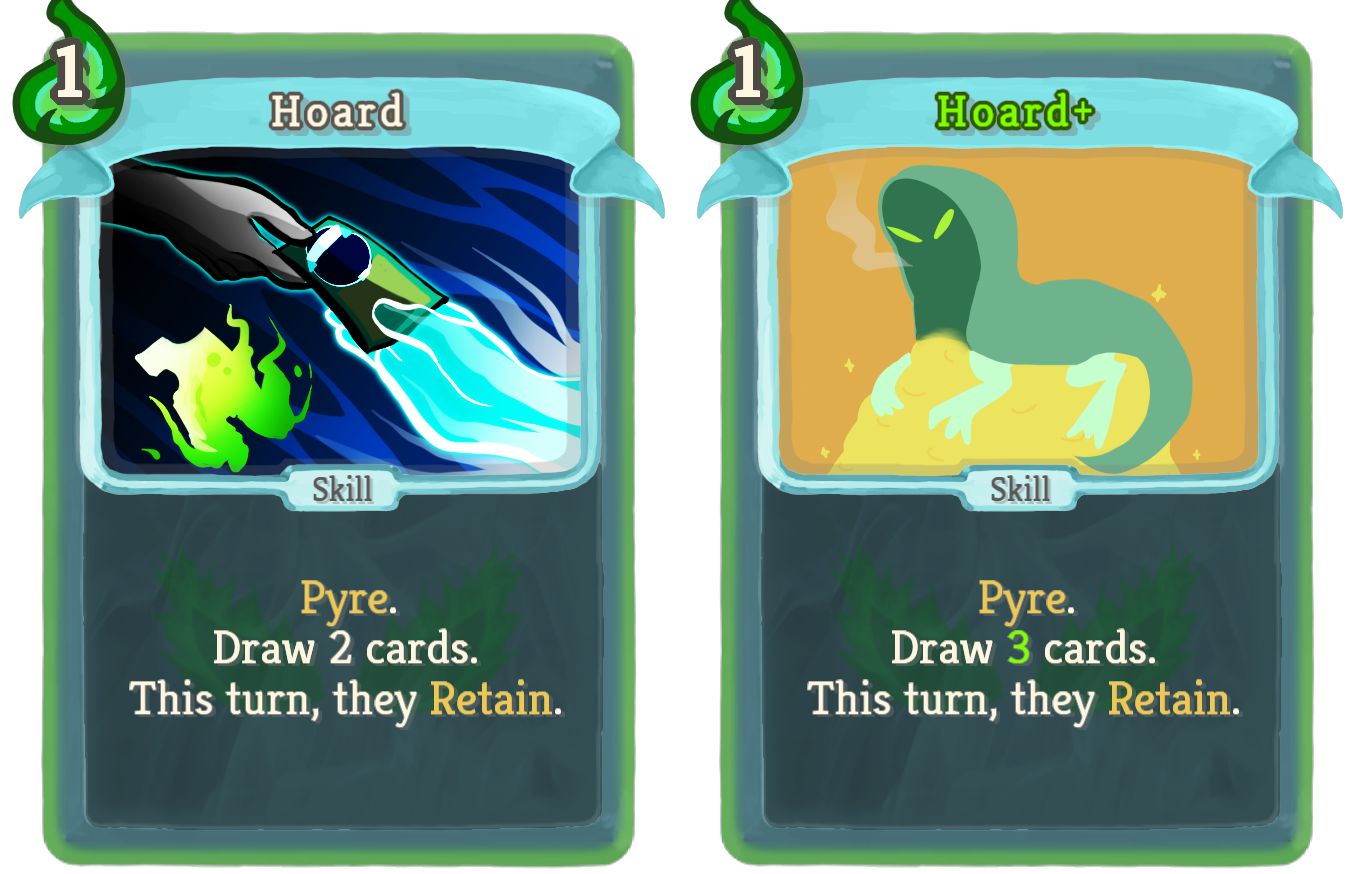 1
Hoard
Skill
Pyre.
Draw 2 cards.
This turn, they Retain.
1
Hoard+
Skill
Pyre.
Draw 3 cards.
This turn, they Retain.